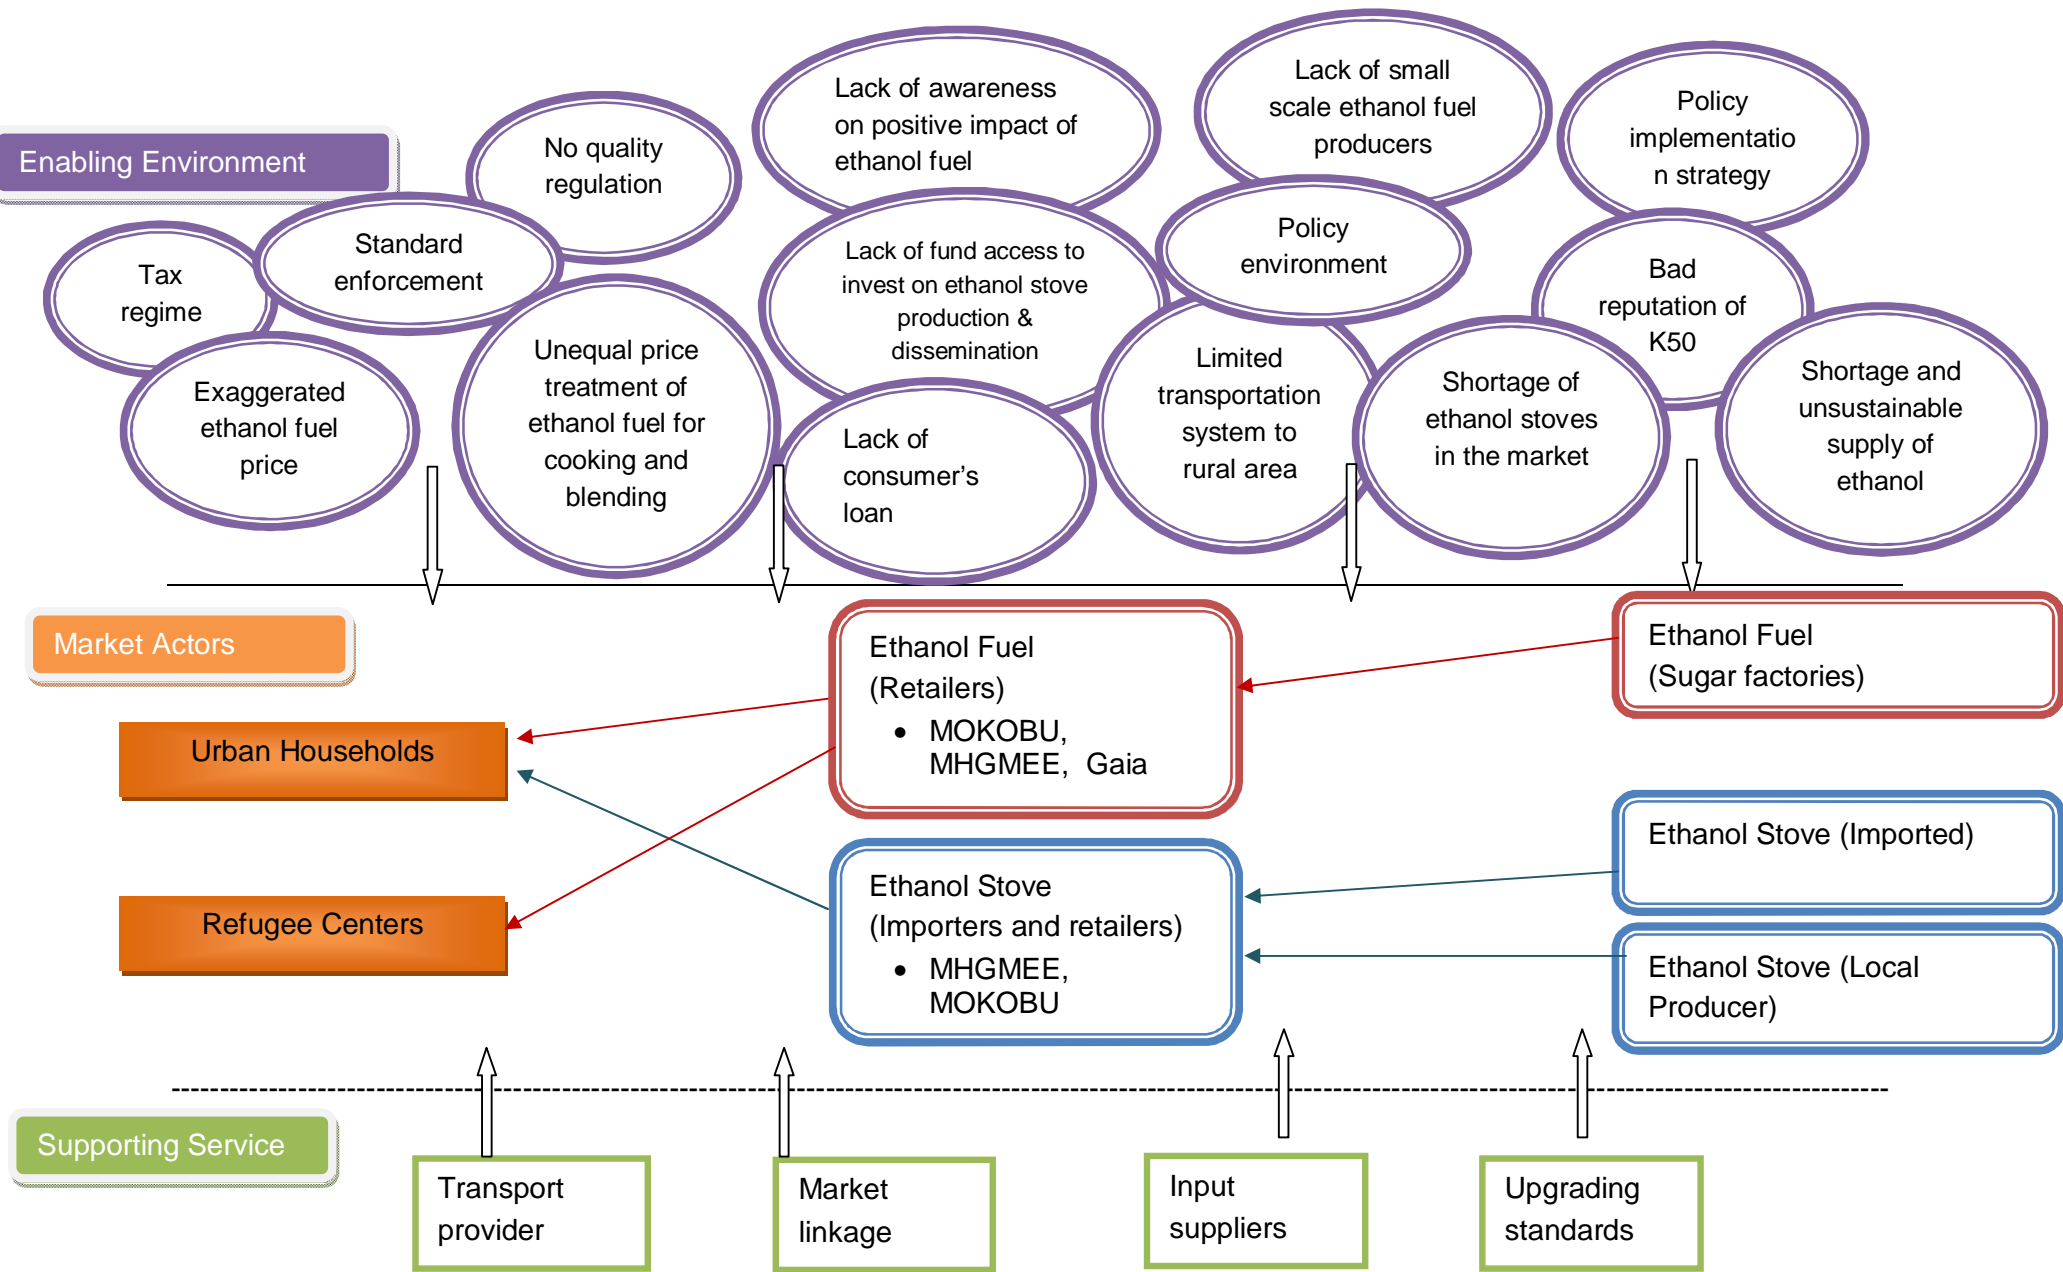 Enabling Environment
Tax
regime
Standard
enforcement
No quality
regulation
Lack of awareness
on positive impact of
ethanol fuel
Lack of small
scale ethanol fuel
producers
Policy
implementatio
n strategy
Exaggerated
ethanol fuel
price
Unequal price
treatment of
ethanol fuel for
cooking and
blending
Lack of fund access to
invest on ethanol stove
production &
dissemination
Policy
environment
Bad
reputation of
K50
Lack of
consumer’s
loan
Limited
transportation
system to
rural area
Shortage of
ethanol stoves
in the market
Shortage and
unsustainable
supply of
ethanol
Market Actors
Urban Households
Refugee Centers
Ethanol Fuel
(Retailers)
• MOKOBU,
MHGMEE, Gaia
Ethanol Stove
(Importers and retailers)
• MHGMEE,
MOKOBU
Ethanol Fuel
(Sugar factories)
Ethanol Stove (Imported)
Ethanol Stove (Local
Producer)
Supporting Service
Transport
provider
Market
linkage
Input
suppliers
Upgrading
standards